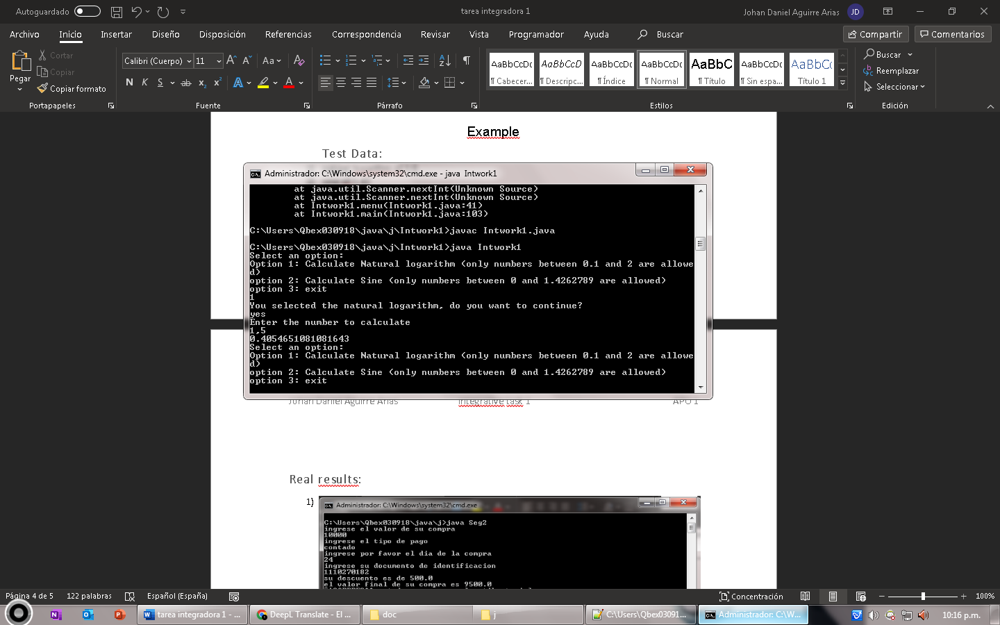 Autoguardado
tarea integradora 1
Johan Daniel Aguirre Arias JD
Archivo Inicio Insertar Diseño Disposición Referencias Correspondencia Revisar Vista Programador Ayuda Buscar
Compartir Comentarios
Pegar
Cortar
Copiar
Copiar formato
Portapapeles
Calibri (Cuerpo) 11
Aa
N K S ab x₂ x²
Fuente
Párrafo
AaBbCcDc ¶ Cabecer...
AaBbCcD ¶ Descripc...
AaBbCcDc ¶ Índice
AaBbCcDc ¶ Normal
AaBbC ¶ Título
AaBbCcDc ¶ Sin espa...
AaBbCc Título 1
Estilos
Buscar
Reemplazar
Seleccionar
Edición
Example
Test Data:
Administrador: C:\Windows\system32\cmd.exe - java Intwork1
at java.util.Scanner.nextInt(Unknown Source)
at java.util.Scanner.nextInt(Unknown Source)
at Intwork1.menu(Intwork1.java:41)
at Intwork1.main(Intwork1.java:103)
C:\Users\Qbex030918\java\j\Intwork1>javac Intwork1.java
C:\Users\Qbex030918\java\j\Intwork1>java Intwork1
Select an option:
Option 1: Calculate Natural logarithm (only numbers between 0.1 and 2 are allowe
d)
option 2: Calculate Sine (only numbers between 0 and 1.4262789 are allowed)
option 3: exit
1
You selected the natural logarithm, do you want to continue?
yes
Enter the number to calculate
1,5
0.4054651081081643
Select an option:
Option 1: Calculate Natural logarithm (only numbers between 0.1 and 2 are allowe
d)
option 2: Calculate Sine (only numbers between 0 and 1.4262789 are allowed)
option 3: exit
Johan Daniel Aguirre Arias Integrative task 1 APO 1
Real results:
1)
Administrador: C:\Windows\system32\cmd.exe
C:\Users\Qbex030918\java\j>java Seg2
ingrese el valor de su compra
10000
ingrese el tipo de pago
contado
ingrese por favor el dia de la compra
24
ingrese su documento de identificacion
1110270182
su descuento es de 500.0
el valor final de su compra es 9500.0
Página 4 de 5 122 palabras Español (España) Concentración 100%
tarea integradora 1 - ...
DeepL Translate - El ...
doc
j
C:\Users\Qbex03091...
Administrador: C:\W...
10:16 p.m.